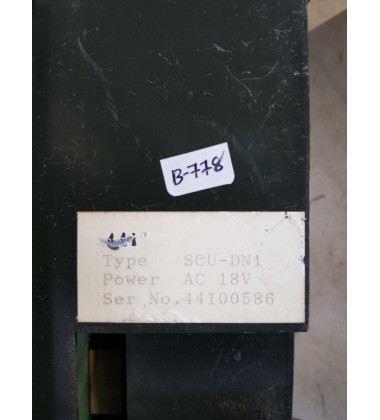 B-778
Type SCU-DN1
Power AC 18V
Ser No.44I00586